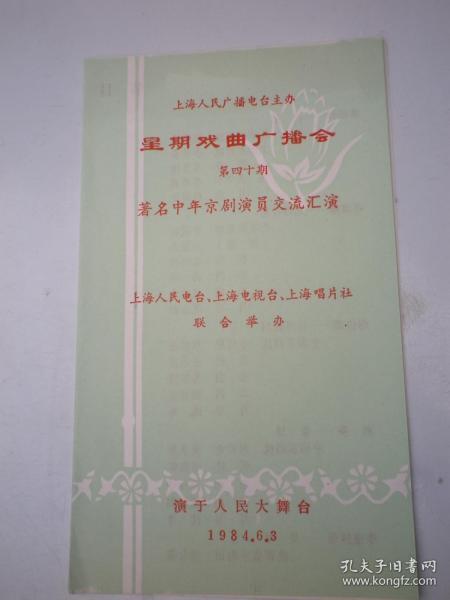 上海人民广播电台主办
星期戏曲广播会
第四十期
著名中年京剧演员交流汇演
上海人民电台、上海电视台、上海唱片社
联合举办
演于人民大舞台
1984.6.3
孔夫子旧书网
www.kongfz.com